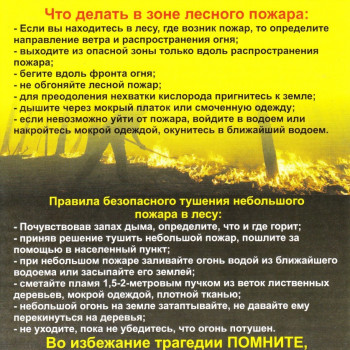 Что делать в зоне лесного пожара:
- Если вы находитесь в лесу, где возник пожар, то определите
направление ветра и распространения огня;
- выходите из опасной зоны только вдоль распространения
пожара;
- бегите вдоль фронта огня;
- не обгоняйте лесной пожар;
- для преодоления нехватки кислорода пригнитесь к земле;
- дышите через мокрый платок или смоченную одежду;
- если невозможно уйти от пожара, войдите в водоем или
накройтесь мокрой одеждой, окунитесь в ближайший водоем.
Правила безопасного тушения небольшого
пожара в лесу:
- Почувствовав запах дыма, определите, что и где горит;
- приняв решение тушить небольшой пожар, пошлите за
помощью в населенный пункт;
- при небольшом пожаре заливайте огонь водой из ближайшего
водоема или засыпайте его землей;
- сметайте пламя 1,5-2-метровым пучком из веток лиственных
деревьев, мокрой одеждой, плотной тканью;
- небольшой огонь на земле затаптывайте, не давайте ему
перекинуться на деревья;
- не уходите, пока не убедитесь, что огонь потушен.
Во избежание трагедии ПОМНИТЕ,